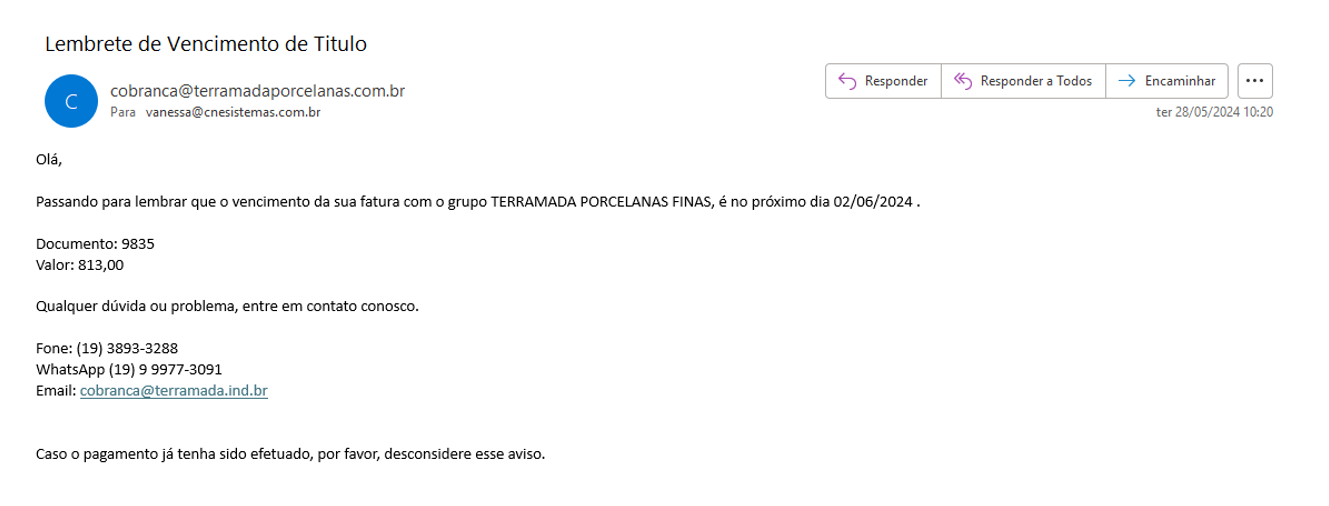 Lembrete de Vencimento de Titulo
C
cobranca@terramadaporcelanas.com.br
Para vanessa@cnesistemas.com.br
Responder
Responder a Todos
Encaminhar
ter 28/05/2024 10:20
Olá,
Passando para lembrar que o vencimento da sua fatura com o grupo TERRAMADA PORCELANAS FINAS, é no próximo dia 02/06/2024 .
Documento: 9835
Valor: 813,00
Qualquer dúvida ou problema, entre em contato conosco.
Fone: (19) 3893-3288
WhatsApp (19) 9 9977-3091
Email: cobranca@terramada.ind.br
Caso o pagamento já tenha sido efetuado, por favor, desconsidere esse aviso.